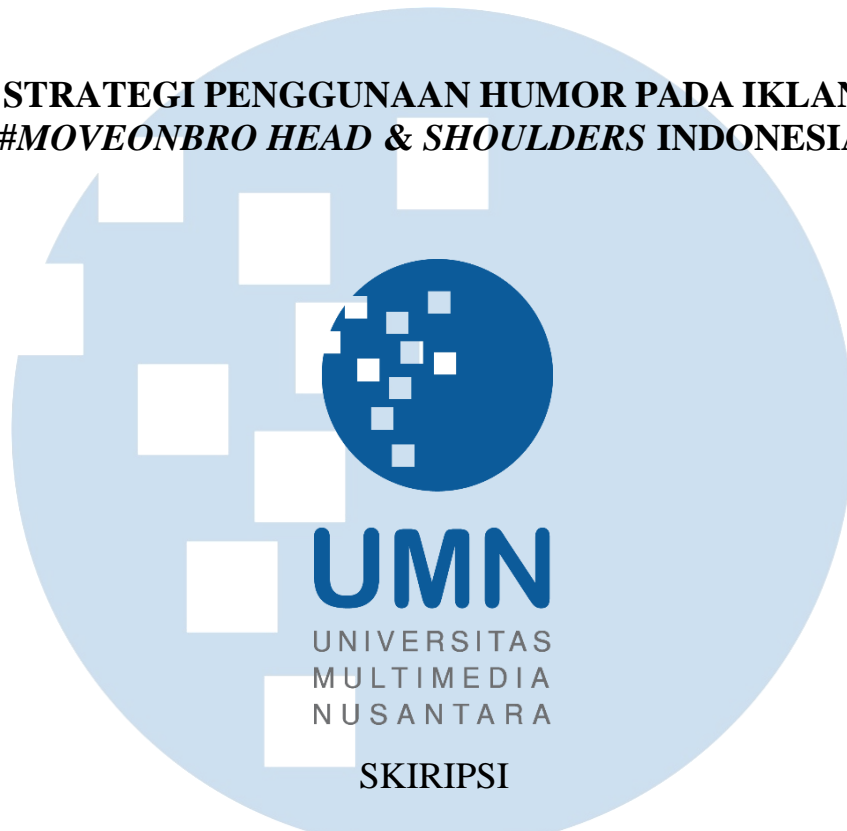 STRATEGI PENGGUNAAN HUMOR PADA IKLAN
#MOVEONBRO HEAD & SHOULDERS INDONESIA
UMN
UNIVERSITAS
MULTIMEDIA
NUSANTARA
SKIRIPSI